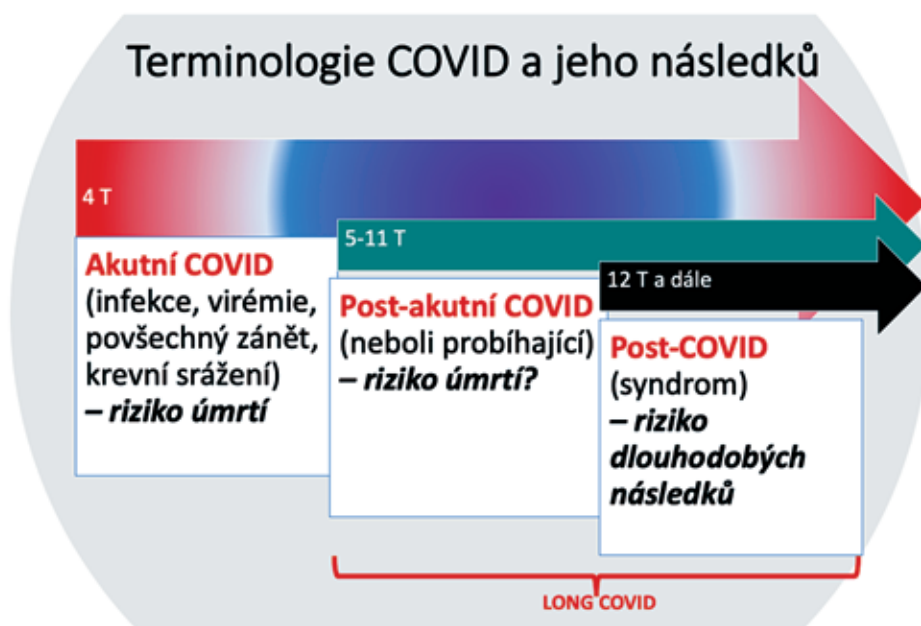 Terminologie COVID a jeho následků
4 T
Akutní COVID
(infekce, virémie,
povšechný zánět,
krevní srážení)
– riziko úmrtí
5-11 T
Post-akutní COVID
(neboli probíhající)
– riziko úmrtí?
12 T a dále
Post-COVID
(syndrom)
– riziko
dlouhodobých
následků
LONG COVID